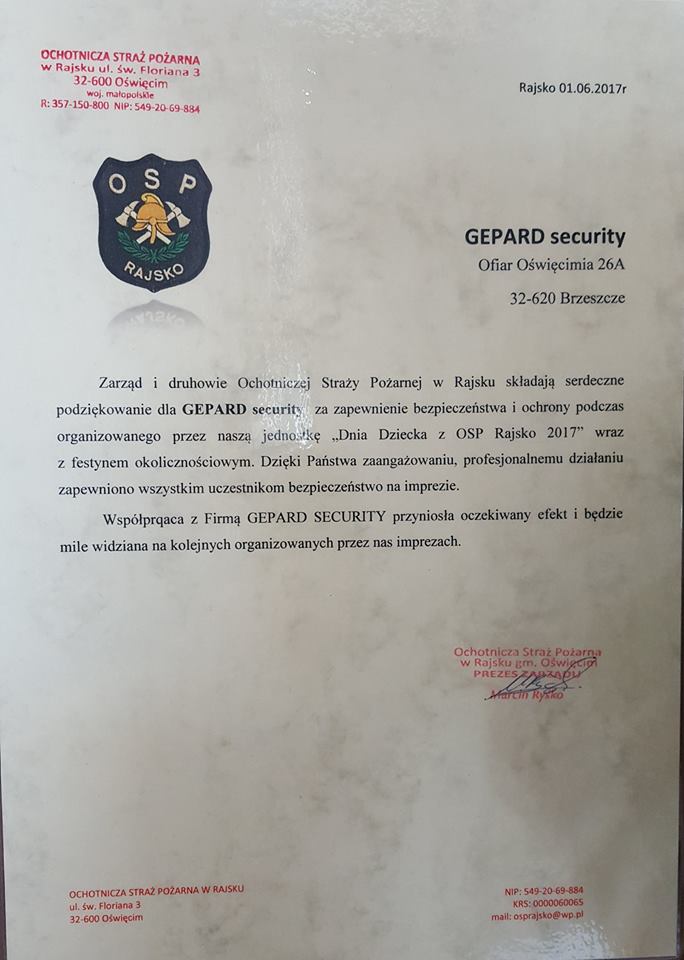 OCHOTNICZA STRAŻ POŻARNA
w Rajsku ul. św. Floriana 3
32-600 Oświęcim
woj. małopolskie
R: 357-150-800 NIP: 549-20-69-884
Rajsko 01.06.2017r
OSP
RAJSKO
GEPARD security
Ofiar Oświęcimia 26A
32-620 Brzeszcze
Zarząd i druhowie Ochotniczej Straży Pożarnej w Rajsku składają serdeczne
podziękowanie dla GEPARD security za zapewnienie bezpieczeństwa i ochrony podczas
organizowanego przez naszą jednostkę „Dnia Dziecka z OSP Rajsko 2017” wraz
z festynem okolicznościowym. Dzięki Państwa zaangażowaniu, profesjonalnemu działaniu
zapewniono wszystkim uczestnikom bezpieczeństwo na imprezie.
Współprqaca z Firmą GEPARD SECURITY przyniosła oczekiwany efekt i będzie
mile widziana na kolejnych organizowanych przez nas imprezach.
Ochotnicza Straż Pożarna
w Rajsku gm. Oświęcim
PREZES ZARZĄDU
Marcin Ryśko
OCHOTNICZA STRAŻ POŻARNA W RAJSKU
ul. św. Floriana 3
32-600 Oświęcim
NIP: 549-20-69-884
KRS: 0000060065
mail: osprajsko@wp.pl